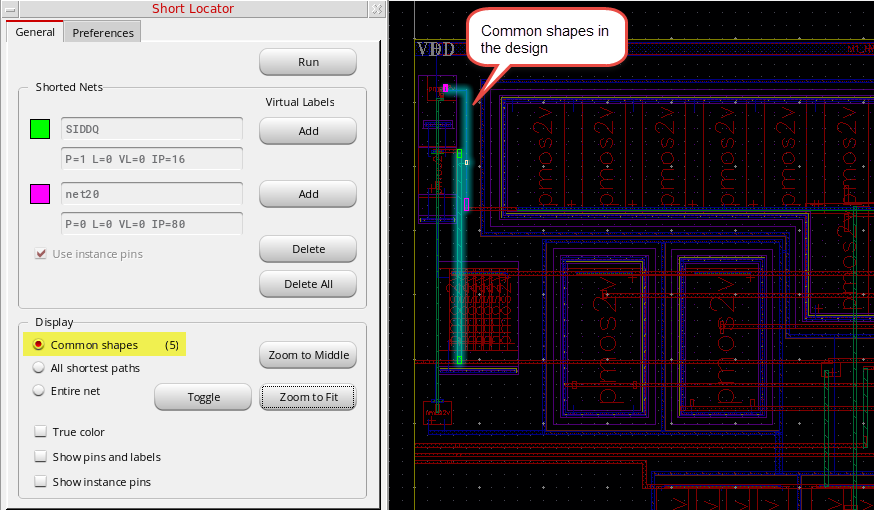 Short Locator
General
Preferences
Run
Shorted Nets
Virtual Labels
SIDDQ
Add
P=1 L=0 VL=0 IP=16
net20
Add
P=0 L=0 VL=0 IP=80
Use instance pins
Delete
Delete All
Display
Common shapes (5)
Zoom to Middle
All shortest paths
Entire net
Toggle
Zoom to Fit
True color
Show pins and labels
Show instance pins
Common shapes in
the design
VDD
pmos2v
pmos2v
pmos2v
pmos2v
pmos2v
pmos2v
pmos2v
pmos2v